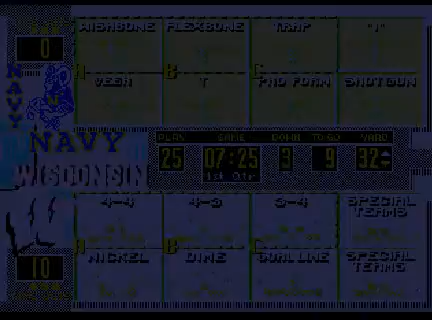 0
WISHBONE FLEXBONE TRAP "I"
A B C
VEER T PRO FORM SHOTGUN
NAVY
NAVY
WISCONSIN
PLAY GAME DOWN TO GO YARD
25 07:25 3 9 32
1st Qtr
4-4 4-3 3-4 SPECIAL TEAMS
A B C
NICKEL DIME GOAL LINE SPECIAL TEAMS
10